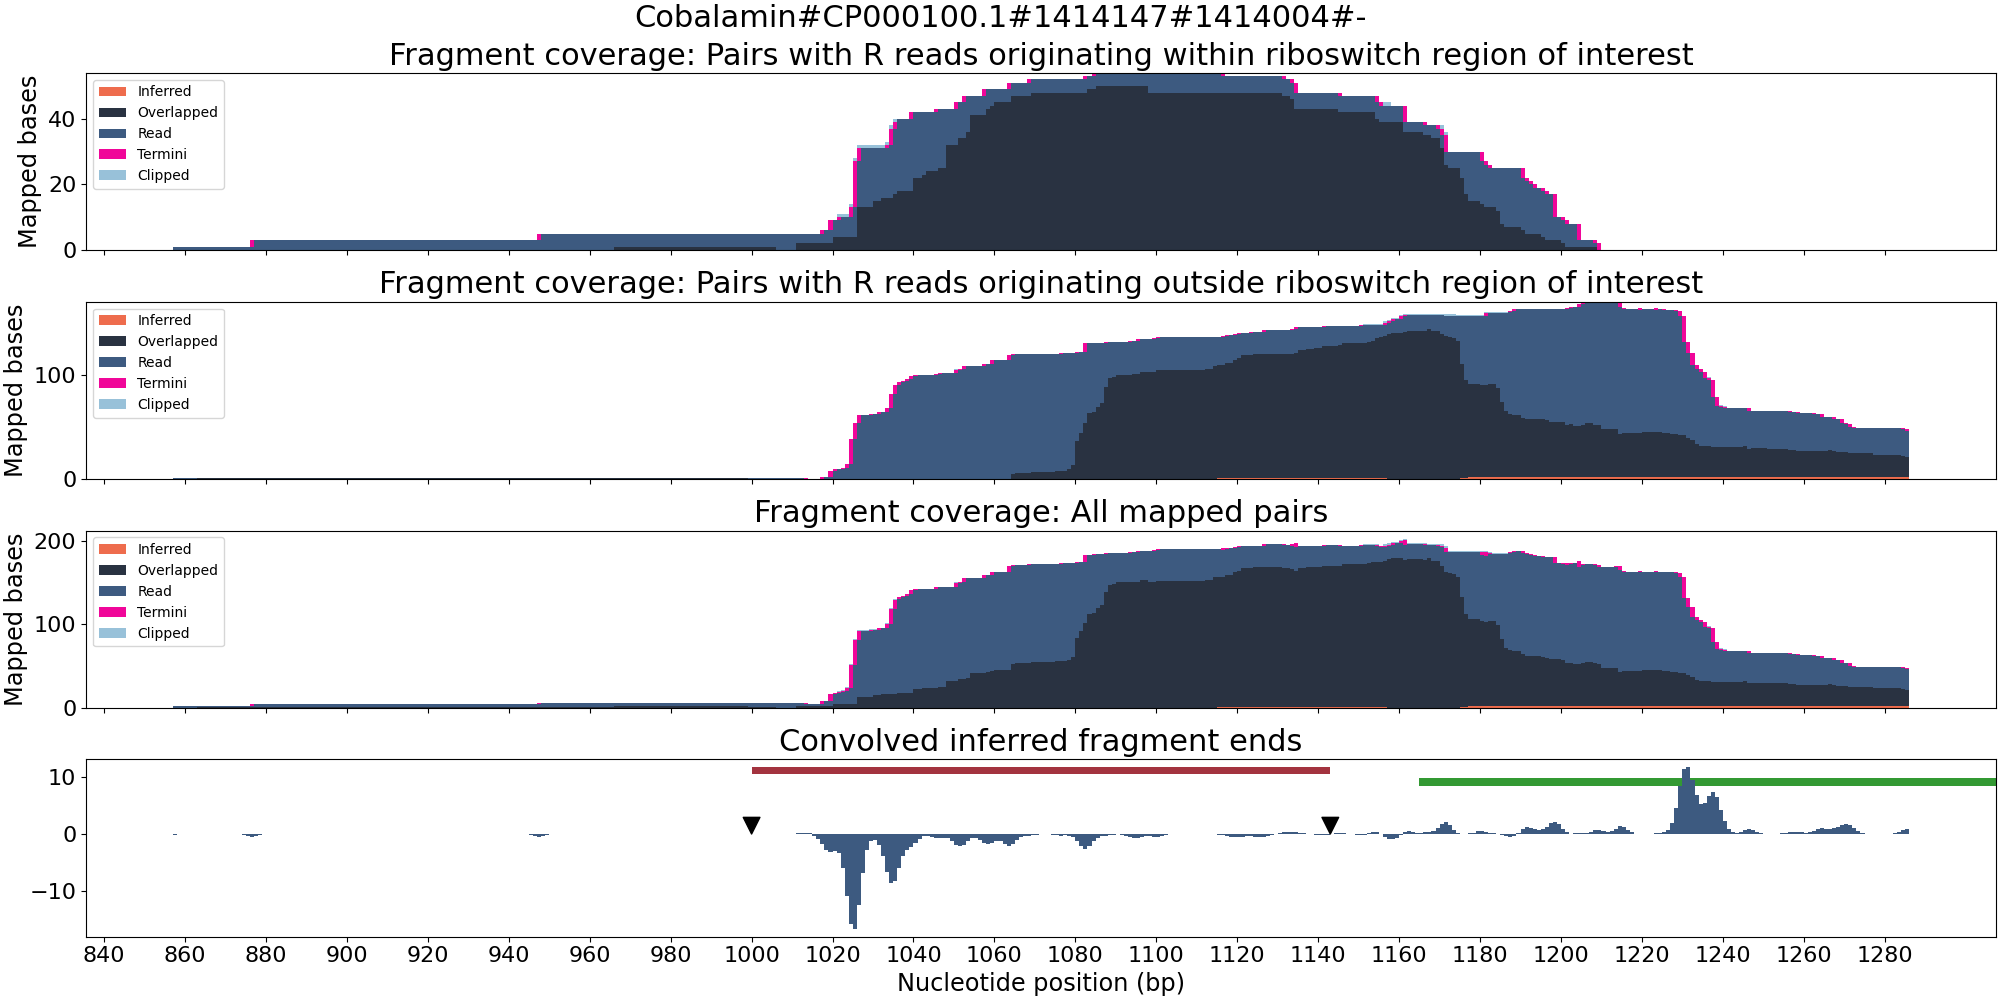 Cobalamin#CP000100.1#1414147#1414004#-
Fragment coverage: Pairs with R reads originating within riboswitch region of interest
Mapped bases
40
20
0
Inferred
Overlapped
Read
Termini
Clipped
Fragment coverage: Pairs with R reads originating outside riboswitch region of interest
Mapped bases
100
0
Inferred
Overlapped
Read
Termini
Clipped
Fragment coverage: All mapped pairs
Mapped bases
200
100
0
Inferred
Overlapped
Read
Termini
Clipped
Convolved inferred fragment ends
10
0
−10
840 860 880 900 920 940 960 980 1000 1020 1040 1060 1080 1100 1120 1140 1160 1180 1200 1220 1240 1260 1280
Nucleotide position (bp)